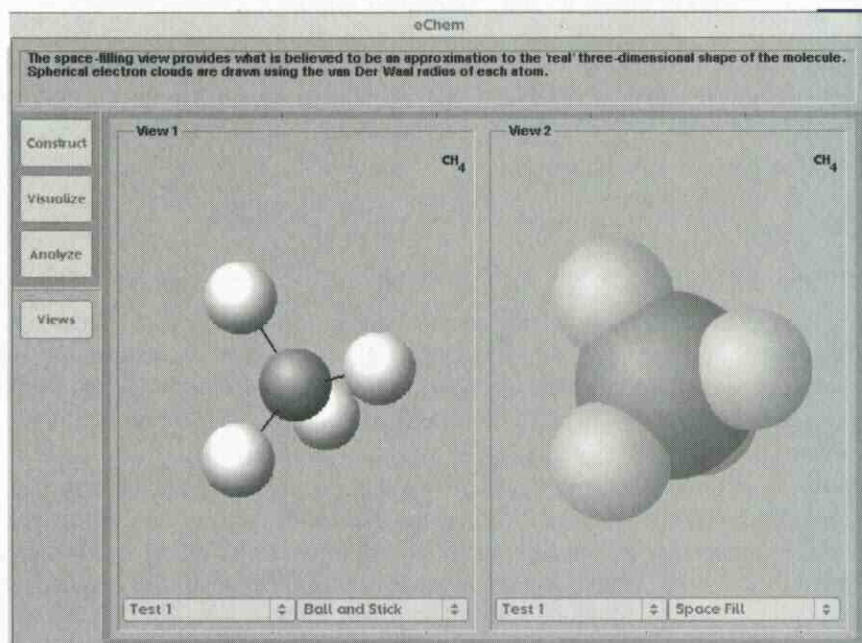 eChem
The space-filling view provides what is believed to be an approximation to the 'real' three-dimensional shape of the molecule.
Spherical electron clouds are drawn using the van Der Waal radius of each atom.
Construct
Visualize
Analyze
Views
View 1
CH4
Test 1
Ball and Stick
View 2
CH4
Test 1
Space Fill